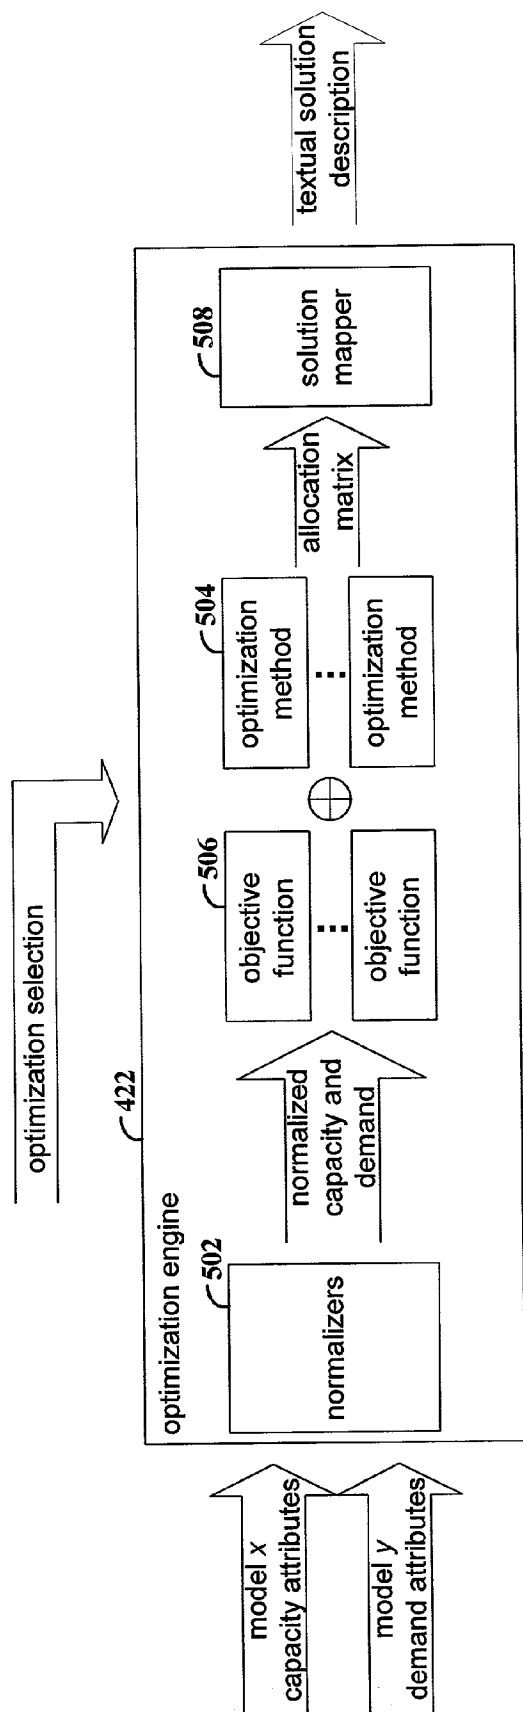 optimization selection
422
optimization engine
model x
capacity attributes
model y
demand attributes
502
normalizers
normalized
capacity and
demand
506
objective
function
objective
function
504
optimization
method
optimization
method
allocation
matrix
508
solution
mapper
textual solution
description